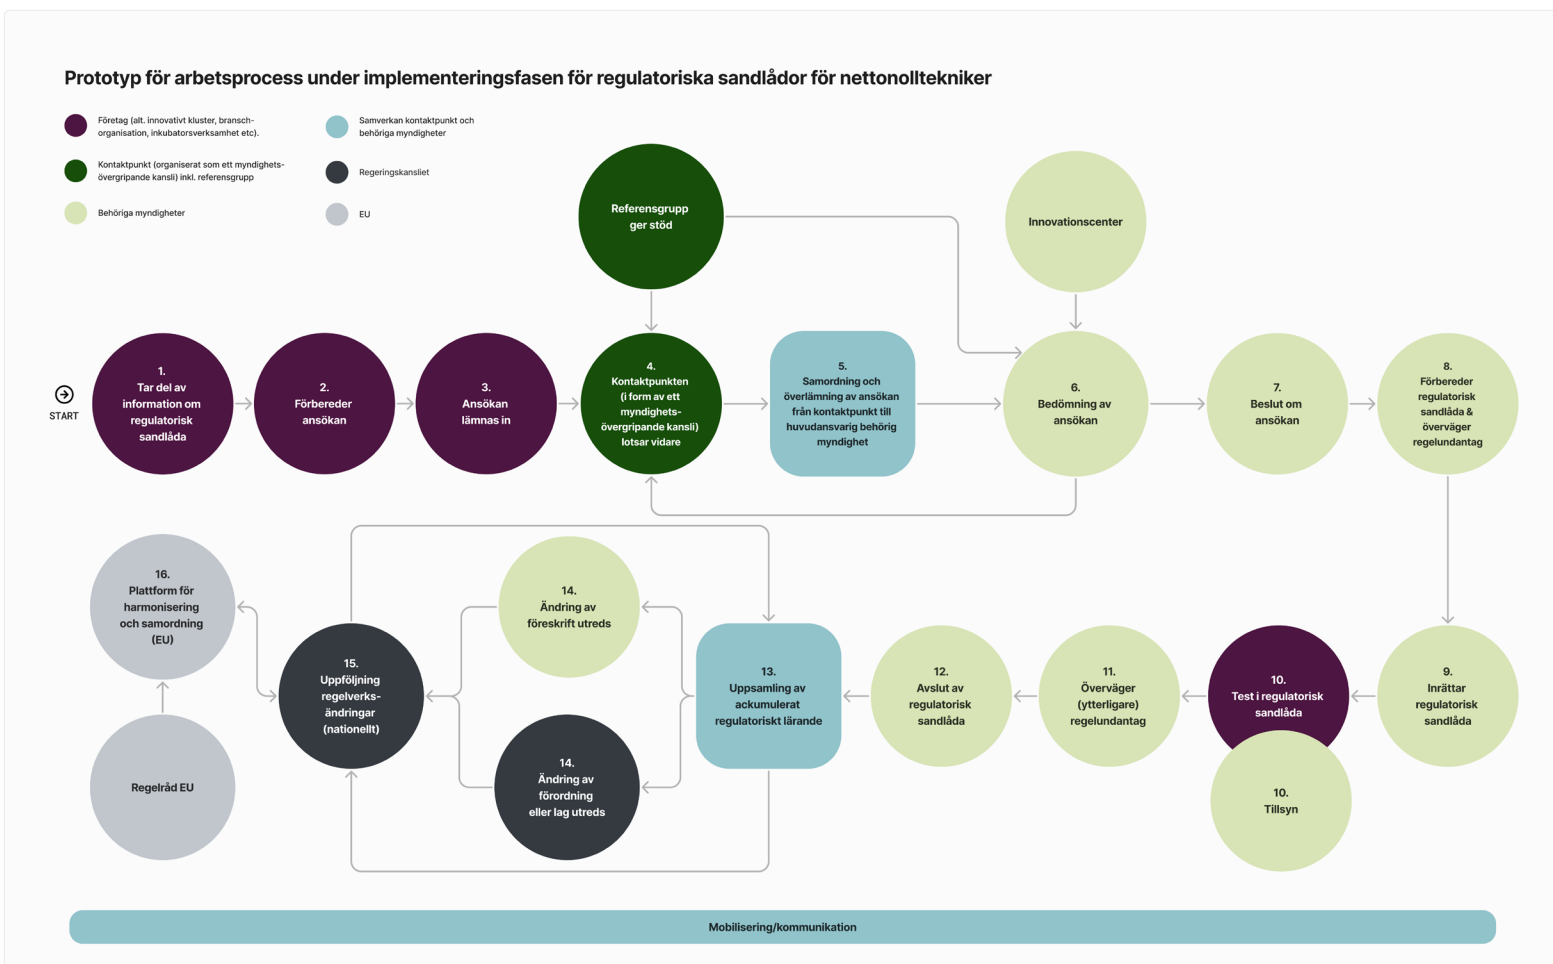 Prototyp för arbetsprocess under implementeringsfasen för regulatoriska sandlådor för nettonolltekniker
Företag (alt. innovativt kluster, bransch-
organisation, inkubatorsverksamhet etc).
Kontaktpunkt (organiserat som ett myndighets-
övergripande kansli) inkl. referensgrupp
Behöriga myndigheter
Samverkan kontaktpunkt och
behöriga myndigheter
Regeringskansliet
EU
Referensgrupp
ger stöd
Innovationscenter
START
1.
Tar del av
information om
regulatorisk
sandlåda
2.
Förbereder
ansökan
3.
Ansökan
lämnas in
4.
Kontaktpunkten
(i form av ett
myndighets-
övergripande kansli)
lotsar vidare
5.
Samordning och
överlämning av ansökan
från kontaktpunkt till
huvudansvarig behörig
myndighet
6.
Bedömning av
ansökan
7.
Beslut om
ansökan
8.
Förbereder
regulatorisk
sandlåda &
överväger
regelundantag
9.
Inrättar
regulatorisk
sandlåda
10.
Test i regulatorisk
sandlåda
10.
Tillsyn
11.
Överväger
(ytterligare)
regelundantag
12.
Avslut av
regulatorisk
sandlåda
13.
Uppsamling av
ackumulerat
regulatoriskt lärande
14.
Ändring av
föreskrift utreds
14.
Ändring av
förordning
eller lag utreds
15.
Uppföljning
regelverks-
ändringar
(nationellt)
16.
Plattform för
harmonisering
och samordning
(EU)
Regelråd EU
Mobilisering/kommunikation